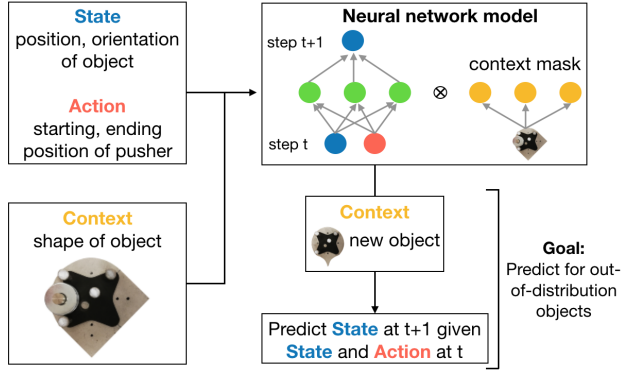 State
position, orientation
of object
Action
starting, ending
position of pusher
Context
shape of object
Neural network model
step t+1
context mask
⊗
step t
Context
new object
Predict State at t+1 given
State and Action at t
Goal:
Predict for out-
of-distribution
objects